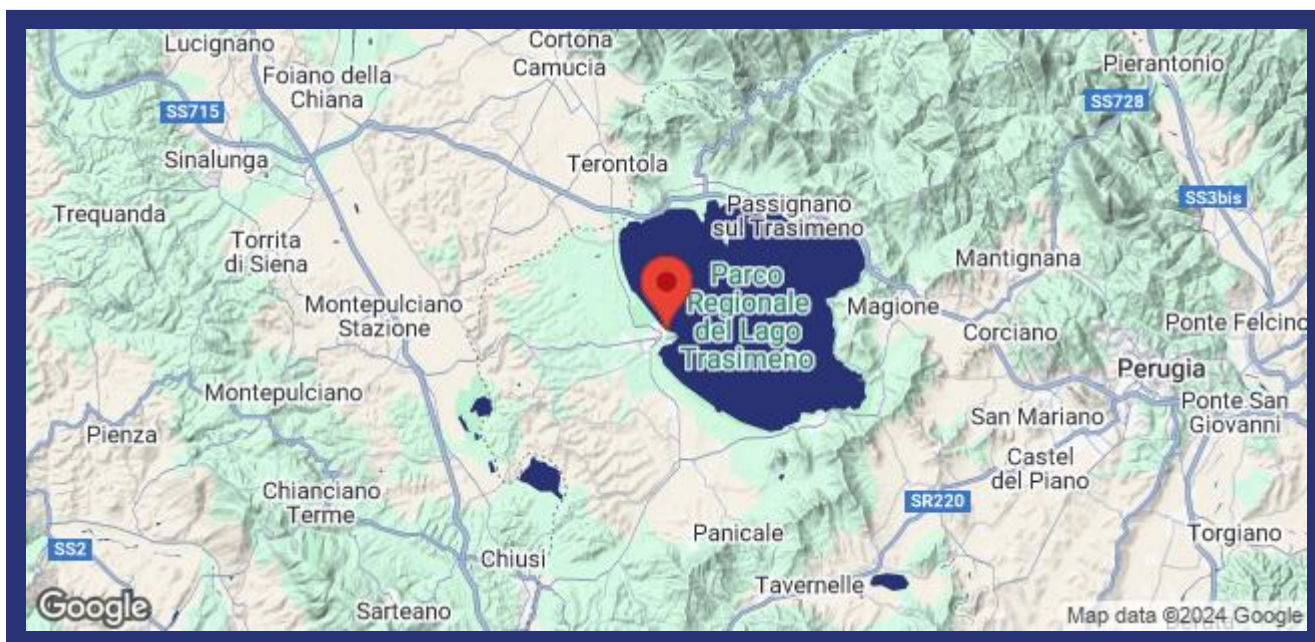 Lucignano
Cortona
Camucia
Foiano della
Chiana
Pierantonio
SS715
SS728
Sinalunga
Terontola
Trequanda
Passignano
sul Trasimeno
SS3bis
Torrita
di Siena
Mantignana
Parco
Regionale
del Lago
Trasimeno
Montepulciano
Stazione
Magione
Corciano
Ponte Felcino
Perugia
Montepulciano
San Mariano
Ponte San
Giovanni
Pienza
Castel
del Piano
Chianciano
Terme
SR220
Panicale
Torgiano
SS2
Chiusi
Tavernelle
Google
Sarteano
Map data ©2024 Google